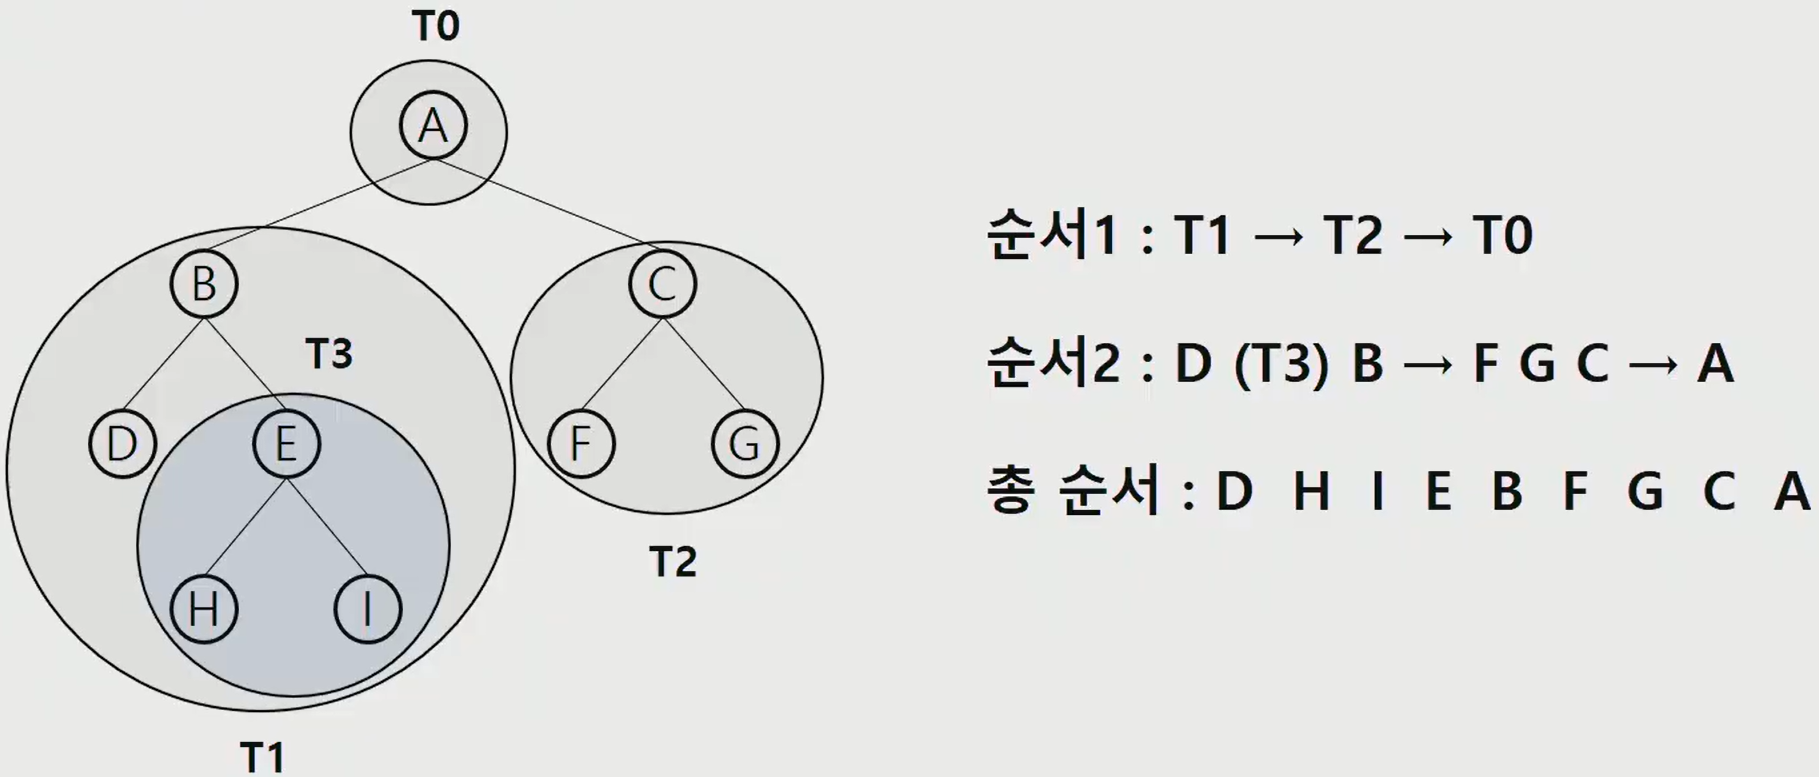 T0
A
B
C
T3
D
E
F
G
H
I
T2
T1
순서1 : T1 → T2 → T0
순서2 : D (T3) B → F G C → A
총 순서 : D H I E B F G C A